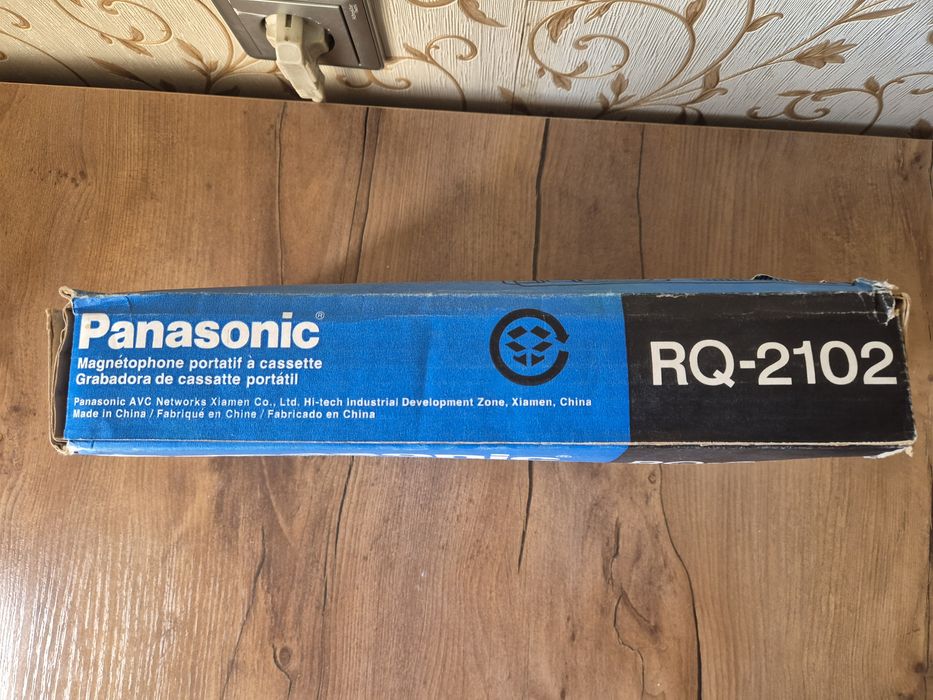 Panasonic®
Magnétophone portatif à cassette
Grabadora de cassatte portátil
Panasonic AVC Networks Xiamen Co., Ltd. Hi-tech Industrial Development Zone, Xiamen, China
Made in China / Fabriqué en Chine / Fabricado en China
RQ-2102